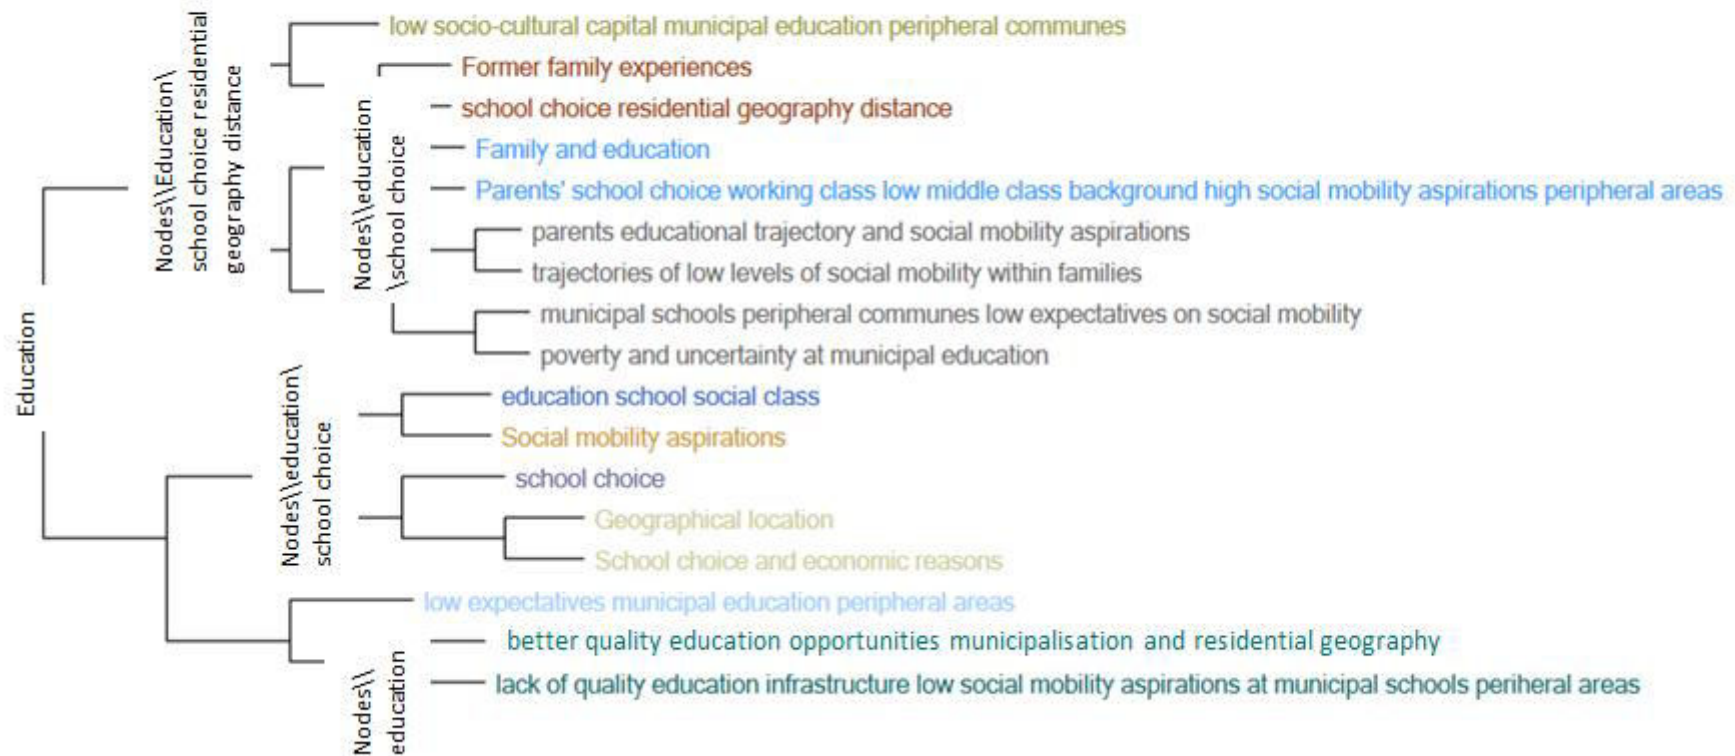 Education
Nodes\\Education\
school choice residential
geography distance
low socio-cultural capital municipal education peripheral communes
Nodes\\education
\school choice
Former family experiences
school choice residential geography distance
Family and education
Parents' school choice working class low middle class background high social mobility aspirations peripheral areas
parents educational trajectory and social mobility aspirations
trajectories of low levels of social mobility within families
municipal schools peripheral communes low expectatives on social mobility
poverty and uncertainty at municipal education
Nodes\\education\
school choice
education school social class
Social mobility aspirations
school choice
Geographical location
School choice and economic reasons
low expectatives municipal education peripheral areas
Nodes\\
education
better quality education opportunities municipalisation and residential geography
lack of quality education infrastructure low social mobility aspirations at municipal schools periheral areas